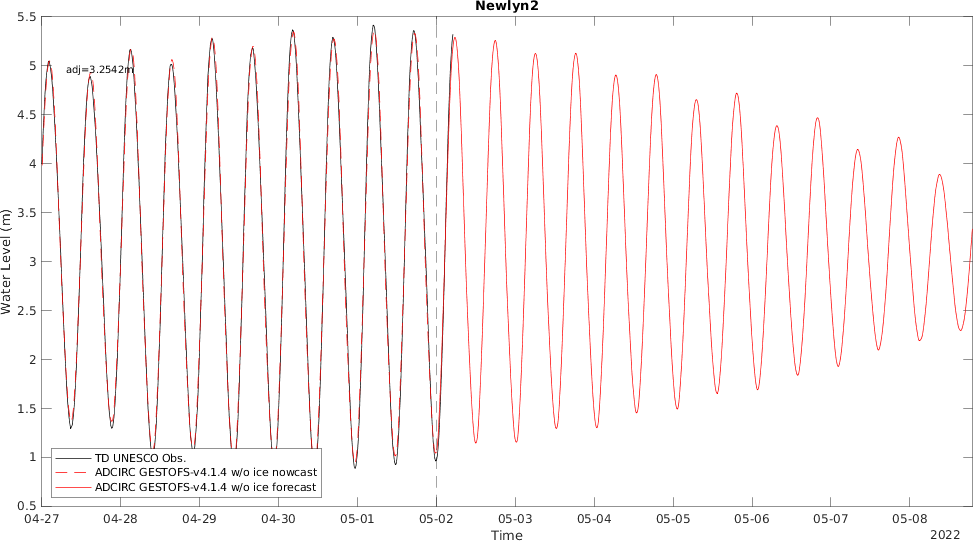 Newlyn2
5.5
5
4.5
4
3.5
3
2.5
2
1.5
1
0.5
Water Level (m)
adj=3.2542m
TD UNESCO Obs.
ADCIRC GESTOFS-v4.1.4 w/o ice nowcast
ADCIRC GESTOFS-v4.1.4 w/o ice forecast
04-27 04-28 04-29 04-30 05-01 05-02 05-03 05-04 05-05 05-06 05-07 05-08
Time
2022